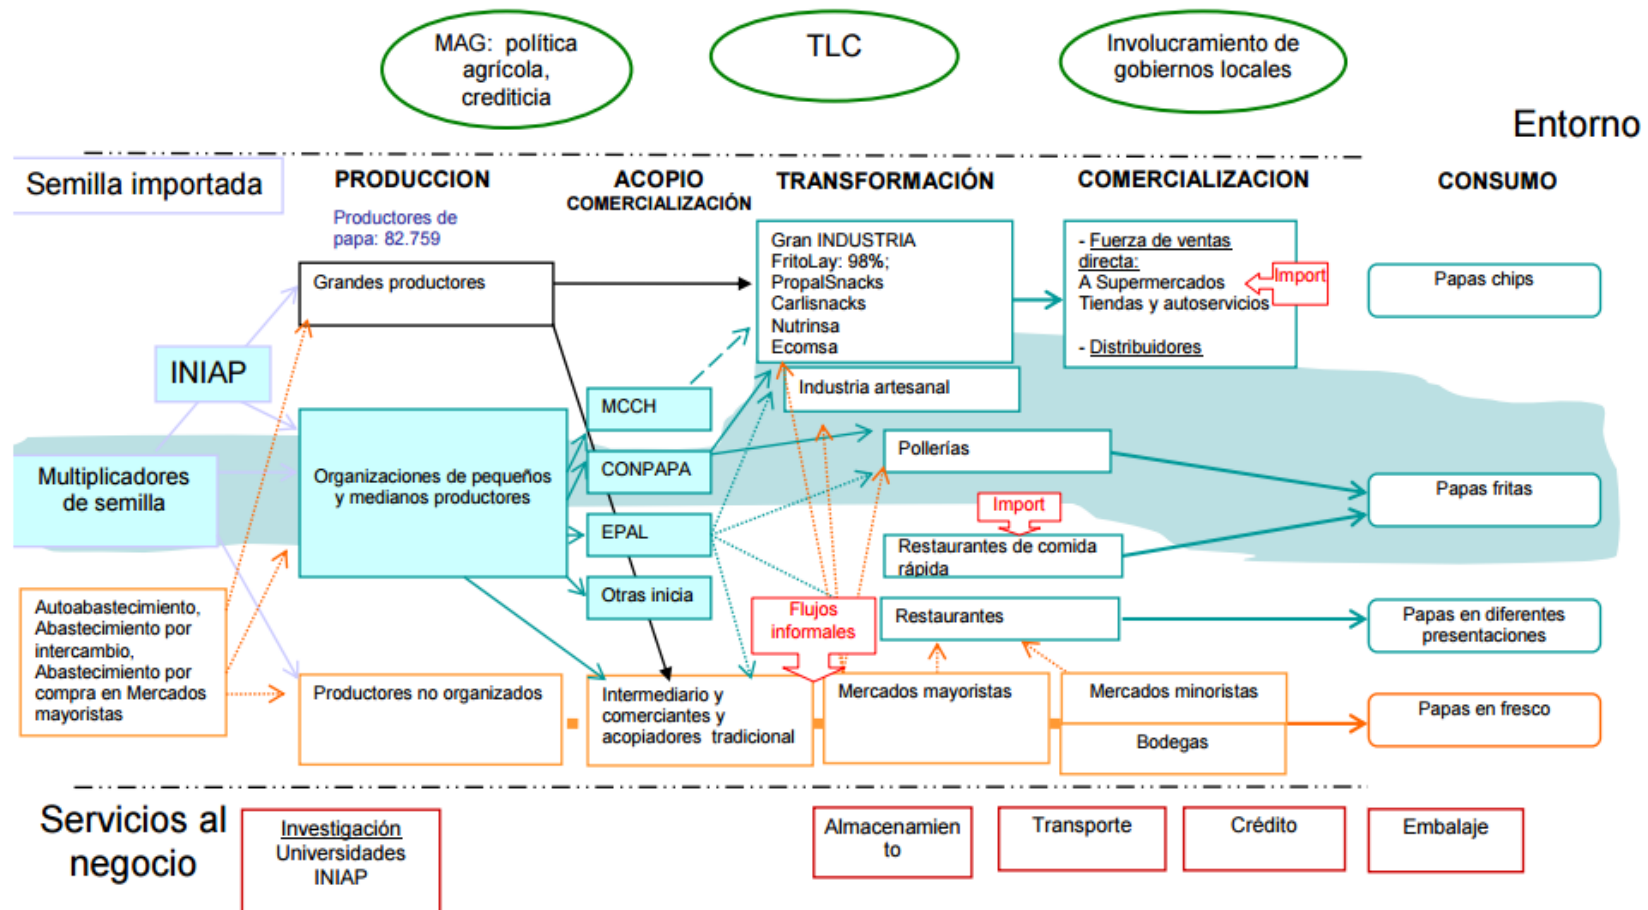 MAG: política
agrícola,
crediticia
TLC
Involucramiento de
gobiernos locales
Entorno
Semilla importada
PRODUCCION
ACOPIO
COMERCIALIZACIÓN
TRANSFORMACIÓN
COMERCIALIZACION
CONSUMO
Productores de
papa: 82.759
Grandes productores
Gran INDUSTRIA
FritoLay: 98%;
PropalSnacks
Carlisnacks
Nutrinsa
Ecomsa
- Fuerza de ventas
directa:
A Supermercados
Tiendas y autoservicios
- Distribuidores
Import
Papas chips
INIAP
Industria artesanal
MCCH
Multiplicadores
de semilla
Organizaciones de pequeños
y medianos productores
CONPAPA
Pollerías
Papas fritas
Import
EPAL
Restaurantes de comida
rápida
Otras inicia
Flujos
informales
Restaurantes
Papas en diferentes
presentaciones
Autoabastecimiento,
Abastecimiento por
intercambio,
Abastecimiento por
compra en Mercados
mayoristas
Productores no organizados
Intermediario y
comerciantes y
acopiadores tradicional
Mercados mayoristas
Mercados minoristas
Bodegas
Papas en fresco
Servicios al
negocio
Investigación
Universidades
INIAP
Almacenamien
to
Transporte
Crédito
Embalaje